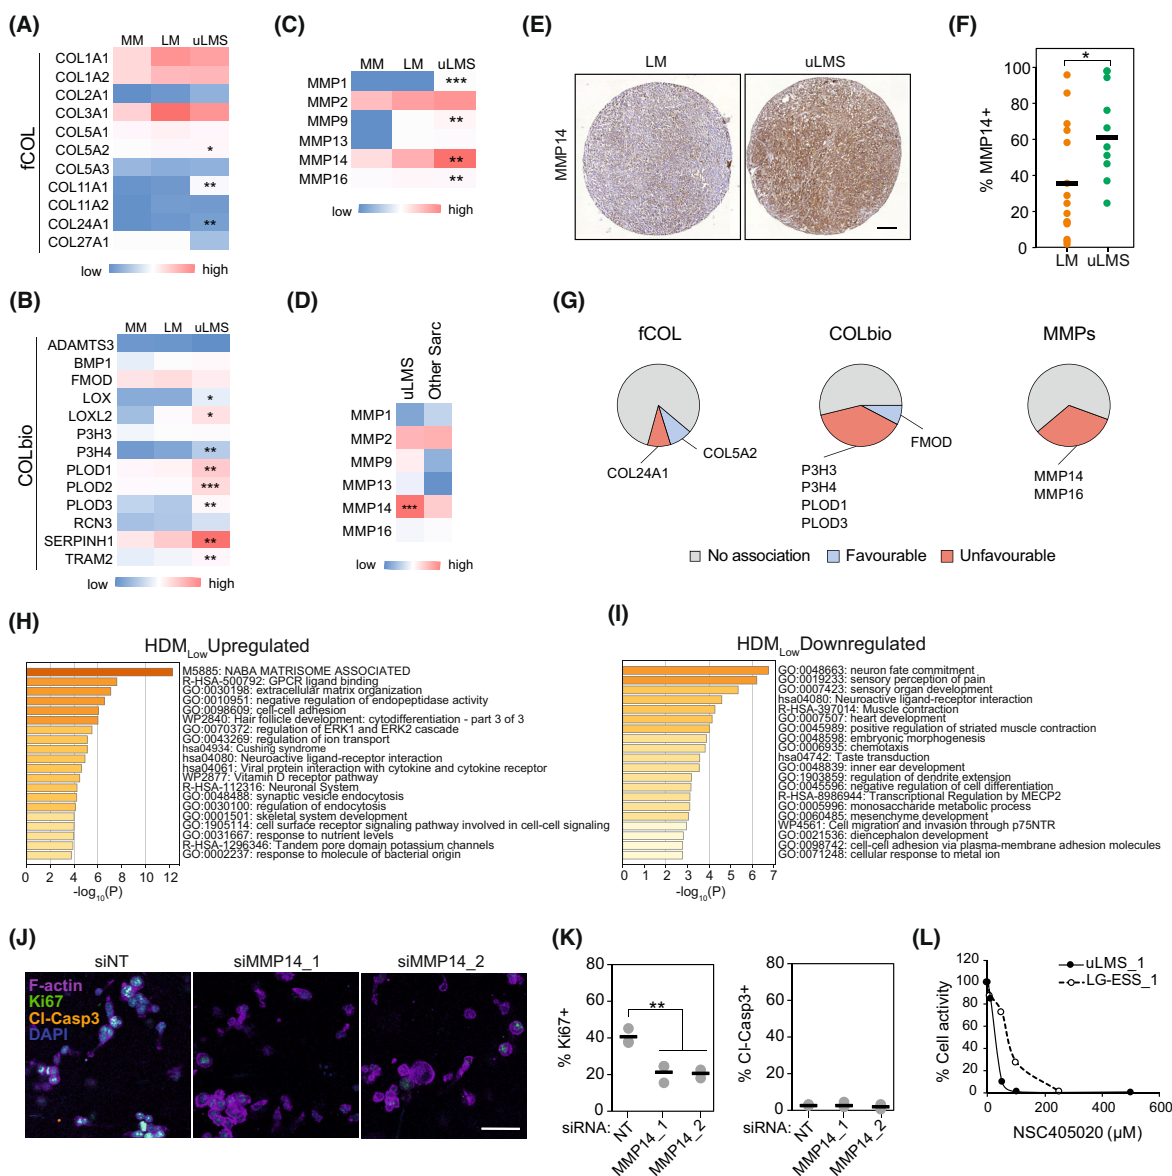 (A)
MM LM uLMS
fCOL
COL1A1
COL1A2
COL2A1
COL3A1
COL5A1
COL5A2 *
COL5A3
COL11A1 **
COL11A2
COL24A1 **
COL27A1
low high
(B)
MM LM uLMS
COLbio
ADAMTS3
BMP1
FMOD
LOX *
LOXL2 *
P3H3
P3H4 **
PLOD1 **
PLOD2 ***
PLOD3 **
RCN3
SERPINH1 **
TRAM2 **
low high
(C)
MM LM uLMS
MMP1 ***
MMP2
MMP9 **
MMP13
MMP14 **
MMP16 **
low high
(D)
uLMS Other Sarc
MMP1
MMP2
MMP9
MMP13
MMP14 ***
MMP16
low high
(E)
LM uLMS
MMP14
(F)
*
% MMP14+
100
80
60
40
20
0
LM uLMS
(G)
fCOL COLbio MMPs
COL24A1
COL5A2
FMOD
P3H3
P3H4
PLOD1
PLOD3
MMP14
MMP16
No association Favourable Unfavourable
(H)
HDMLow Upregulated
M5885: NABA MATRISOME ASSOCIATED
R-HSA-500792: GPCR ligand binding
GO:0030198: extracellular matrix organization
GO:0010951: negative regulation of endopeptidase activity
GO:0098609: cell-cell adhesion
WP2840: Hair follicle development: cytodifferentiation - part 3 of 3
GO:0070372: regulation of ERK1 and ERK2 cascade
GO:0043269: regulation of ion transport
hsa04934: Cushing syndrome
hsa04080: Neuroactive ligand-receptor interaction
hsa04061: Viral protein interaction with cytokine and cytokine receptor
WP2877: Vitamin D receptor pathway
R-HSA-112316: Neuronal System
GO:0048488: synaptic vesicle endocytosis
GO:0030100: regulation of endocytosis
GO:0001501: skeletal system development
GO:1905114: cell surface receptor signaling pathway involved in cell-cell signaling
GO:0031667: response to nutrient levels
R-HSA-1296346: Tandem pore domain potassium channels
GO:0002237: response to molecule of bacterial origin
0 2 4 6 8 10 12
-log10(P)
(I)
HDMLow Downregulated
GO:0048663: neuron fate commitment
GO:0019233: sensory perception of pain
GO:0007423: sensory organ development
hsa04080: Neuroactive ligand-receptor interaction
R-HSA-397014: Muscle contraction
GO:0007507: heart development
GO:0045989: positive regulation of striated muscle contraction
GO:0048598: embryonic morphogenesis
GO:0006935: chemotaxis
hsa04742: Taste transduction
GO:0048839: inner ear development
GO:1903859: regulation of dendrite extension
GO:0045596: negative regulation of cell differentiation
R-HSA-8986944: Transcriptional Regulation by MECP2
GO:0005996: monosaccharide metabolic process
GO:0060485: mesenchyme development
WP4561: Cell migration and invasion through p75NTR
GO:0021536: diencephalon development
GO:0098742: cell-cell adhesion via plasma-membrane adhesion molecules
GO:0071248: cellular response to metal ion
0 1 2 3 4 5 6 7
-log10(P)
(J)
siNT siMMP14_1 siMMP14_2
F-actin
Ki67
Cl-Casp3
DAPI
(K)
% Ki67+
80
60
40
20
0
**
siRNA: NT MMP14_1 MMP14_2
% Cl-Casp3+
80
60
40
20
0
siRNA: NT MMP14_1 MMP14_2
(L)
% Cell activity
120
100
80
60
40
20
0
uLMS_1
LG-ESS_1
0 200 400 600
NSC405020 (µM)